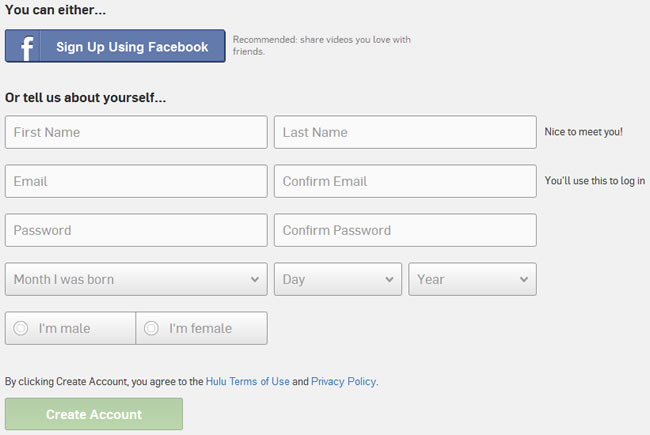 You can either...
f Sign Up Using Facebook
Recommended: share videos you love with
friends.
Or tell us about yourself...
First Name Last Name Nice to meet you!
Email Confirm Email You'll use this to log in
Password Confirm Password
Month I was born Day Year
I'm male I'm female
By clicking Create Account, you agree to the Hulu Terms of Use and Privacy Policy.
Create Account